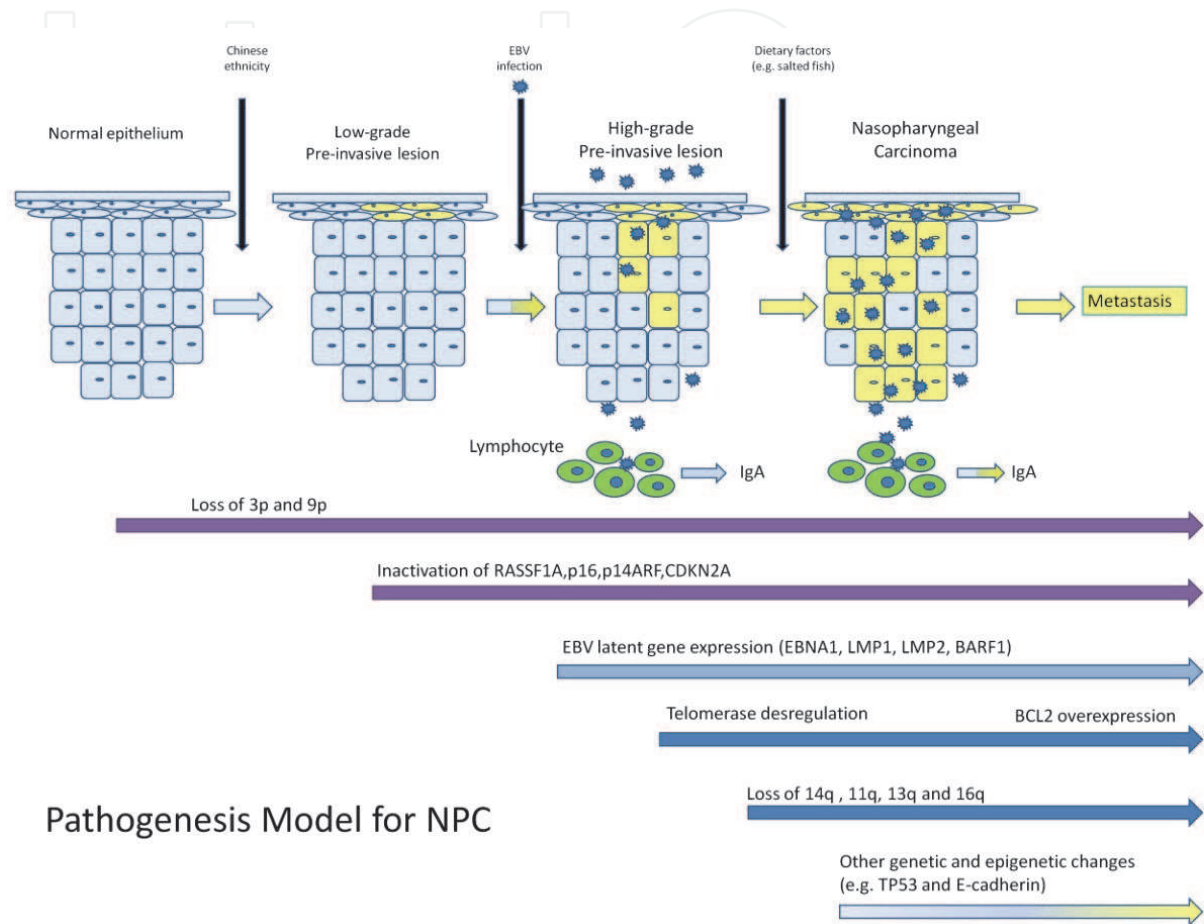 Chinese
ethnicity
EBV
infection
Dietary factors
(e.g. salted fish)
Normal epithelium
Low-grade
Pre-invasive lesion
High-grade
Pre-invasive lesion
Nasopharyngeal
Carcinoma
Metastasis
Lymphocyte
IgA
IgA
Loss of 3p and 9p
Inactivation of RASSF1A,p16,p14ARF,CDKN2A
EBV latent gene expression (EBNA1, LMP1, LMP2, BARF1)
Telomerase desregulation
BCL2 overexpression
Loss of 14q , 11q, 13q and 16q
Pathogenesis Model for NPC
Other genetic and epigenetic changes
(e.g. TP53 and E-cadherin)